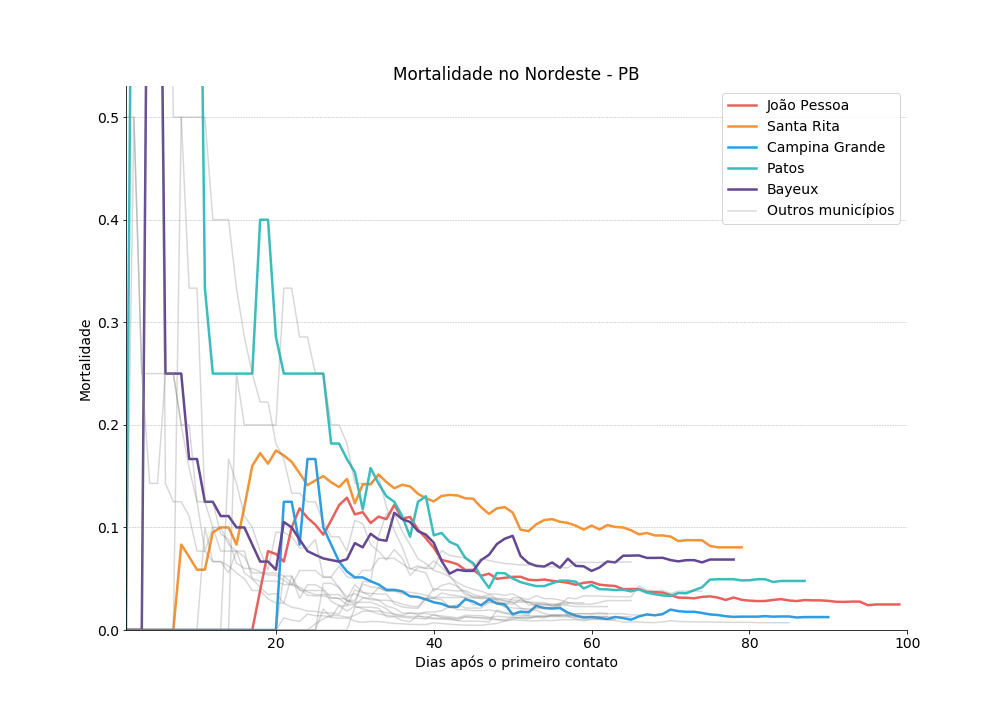 Mortalidade no Nordeste - PB
João Pessoa
Santa Rita
Campina Grande
Patos
Bayeux
Outros municípios
Mortalidade
0.5
0.4
0.3
0.2
0.1
0.0
20
40
60
80
100
Dias após o primeiro contato